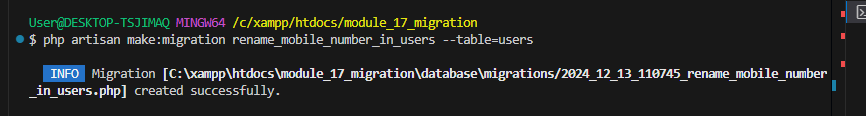 User@DESKTOP-TSJIMAQ MINGW64 /c/xampp/htdocs/module_17_migration
$ php artisan make:migration rename_mobile_number_in_users --table=users
INFO Migration [C:\xampp\htdocs\module_17_migration\database\migrations/2024_12_13_110745_rename_mobile_number
_in_users.php] created successfully.